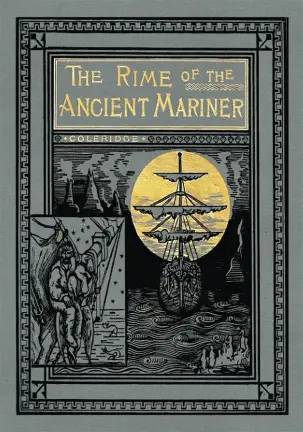 THE RIME OF THE
ANCIENT MARINER
COLERIDGE